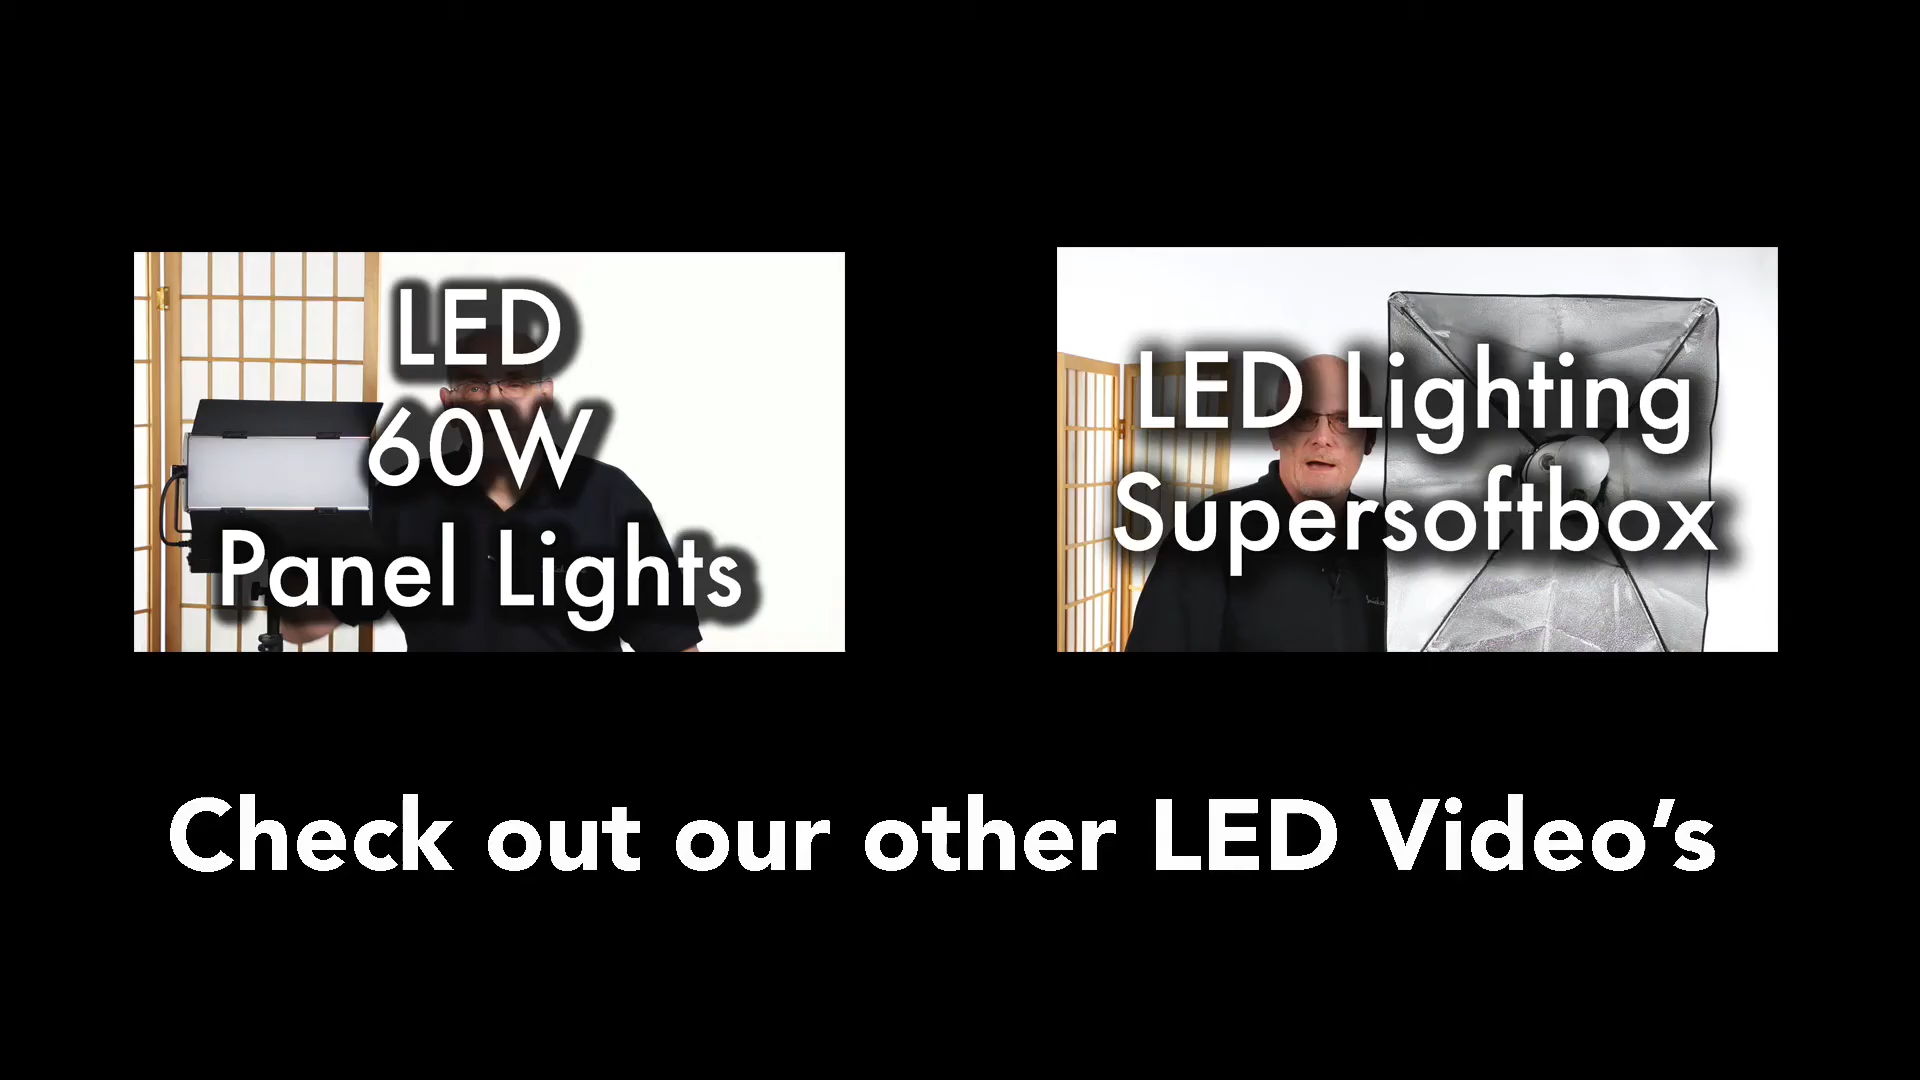 LED
60W
Panel Lights
LED Lighting
Supersoftbox
Check out our other LED Video’s